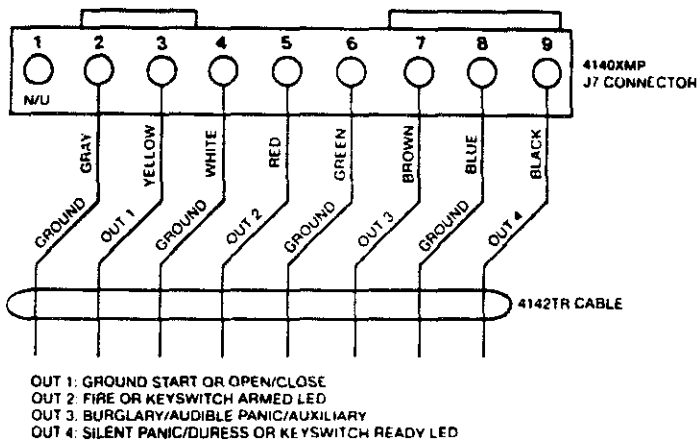 1 2 3 4 5 6 7 8 9
N/U
4140XMP
J7 CONNECTOR
GRAY
YELLOW
WHITE
RED
GREEN
BROWN
BLUE
BLACK
GROUND
OUT 1
GROUND
OUT 2
GROUND
OUT 3
GROUND
OUT 4
4142TR CABLE
OUT 1: GROUND START OR OPEN/CLOSE
OUT 2: FIRE OR KEYSWITCH ARMED LED
OUT 3. BURGLARY/AUDIBLE PANIC/AUXILIARY
OUT 4: SILENT PANIC/DURESS OR KEYSWITCH READY LED